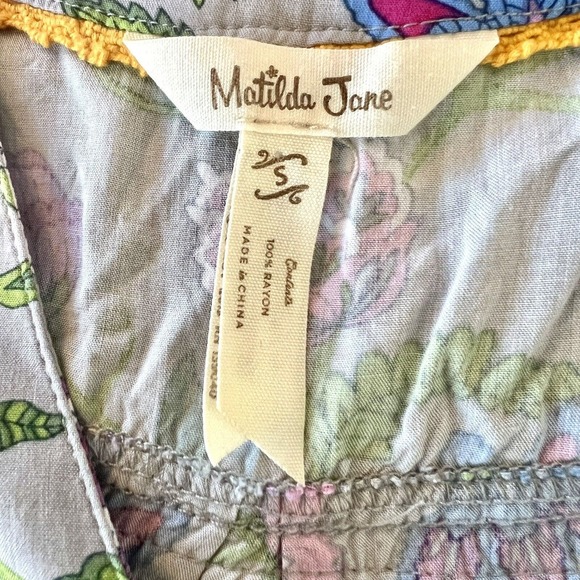 Matilda Jane
S
Contents
100% RAYON
MADE in CHINA